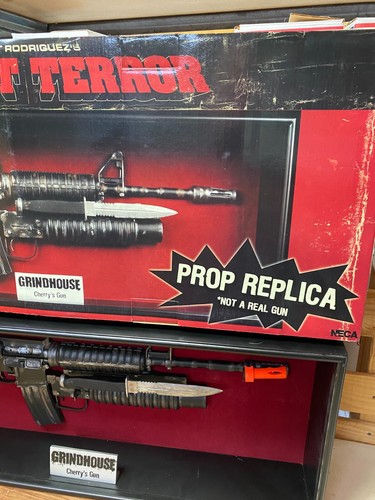 T RODRIGUEZ's
T TERROR
GRINDHOUSE
Cherry's Gun
PROP REPLICA
*NOT A REAL GUN
NECA
GRINDHOUSE
Cherry's Gun